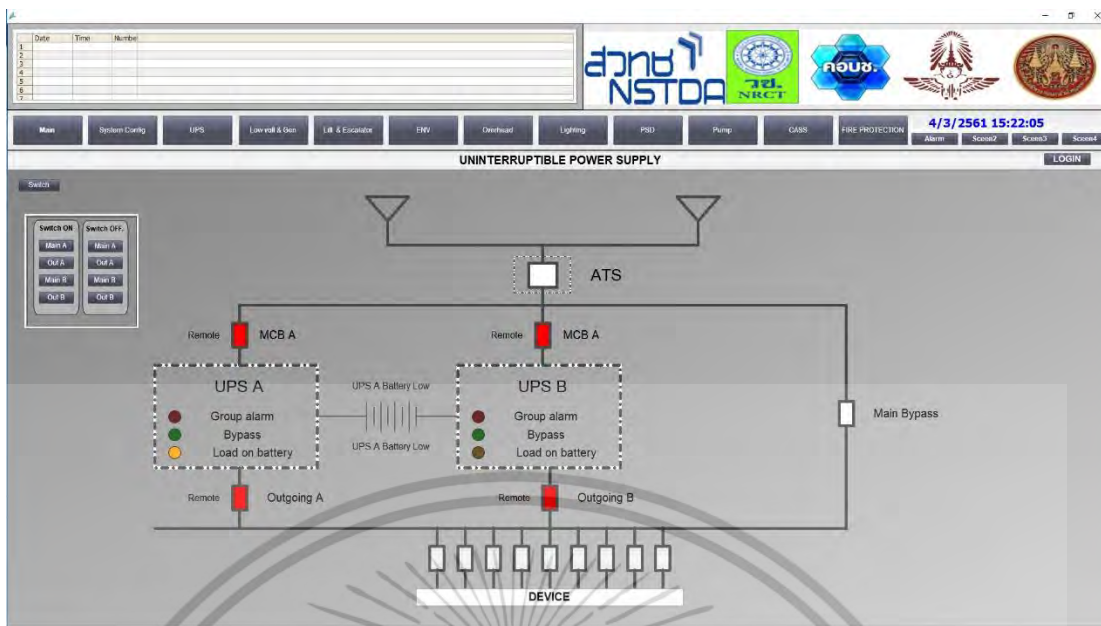 Date Time Numbe
1
2
3
4
5
6
7
สวทช
NSTDA
วช.
NRCT
คอบช.
Main System Config UPS Low volt & Gen Lift & Escalator ENV Overhead Lighting PSD Pump CASS FIRE PROTECTION
4/3/2561 15:22:05
Alarm Sceen2 Sceen3 Sceen4
UNINTERRUPTIBLE POWER SUPPLY
LOGIN
Switch
Switch ON Switch OFF.
Main A Main A
Out A Out A
Main B Main B
Out B Out B
ATS
Remote MCB A
Remote MCB A
UPS A
Group alarm
Bypass
Load on battery
UPS A Battery Low
UPS A Battery Low
UPS B
Group alarm
Bypass
Load on battery
Main Bypass
Remote Outgoing A
Remote Outgoing B
DEVICE